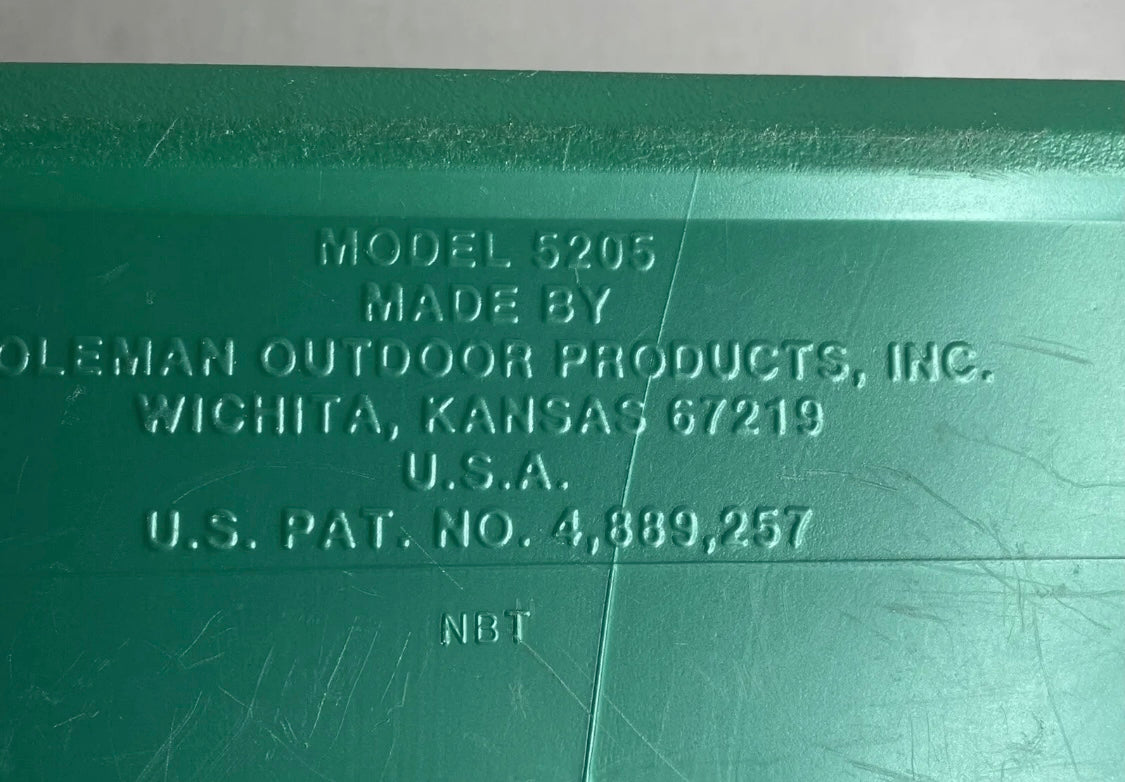 MODEL 5205
MADE BY
OLEMAN OUTDOOR PRODUCTS, INC.
WICHITA, KANSAS 67219
U.S.A.
U.S. PAT. NO. 4,889,257
NBT